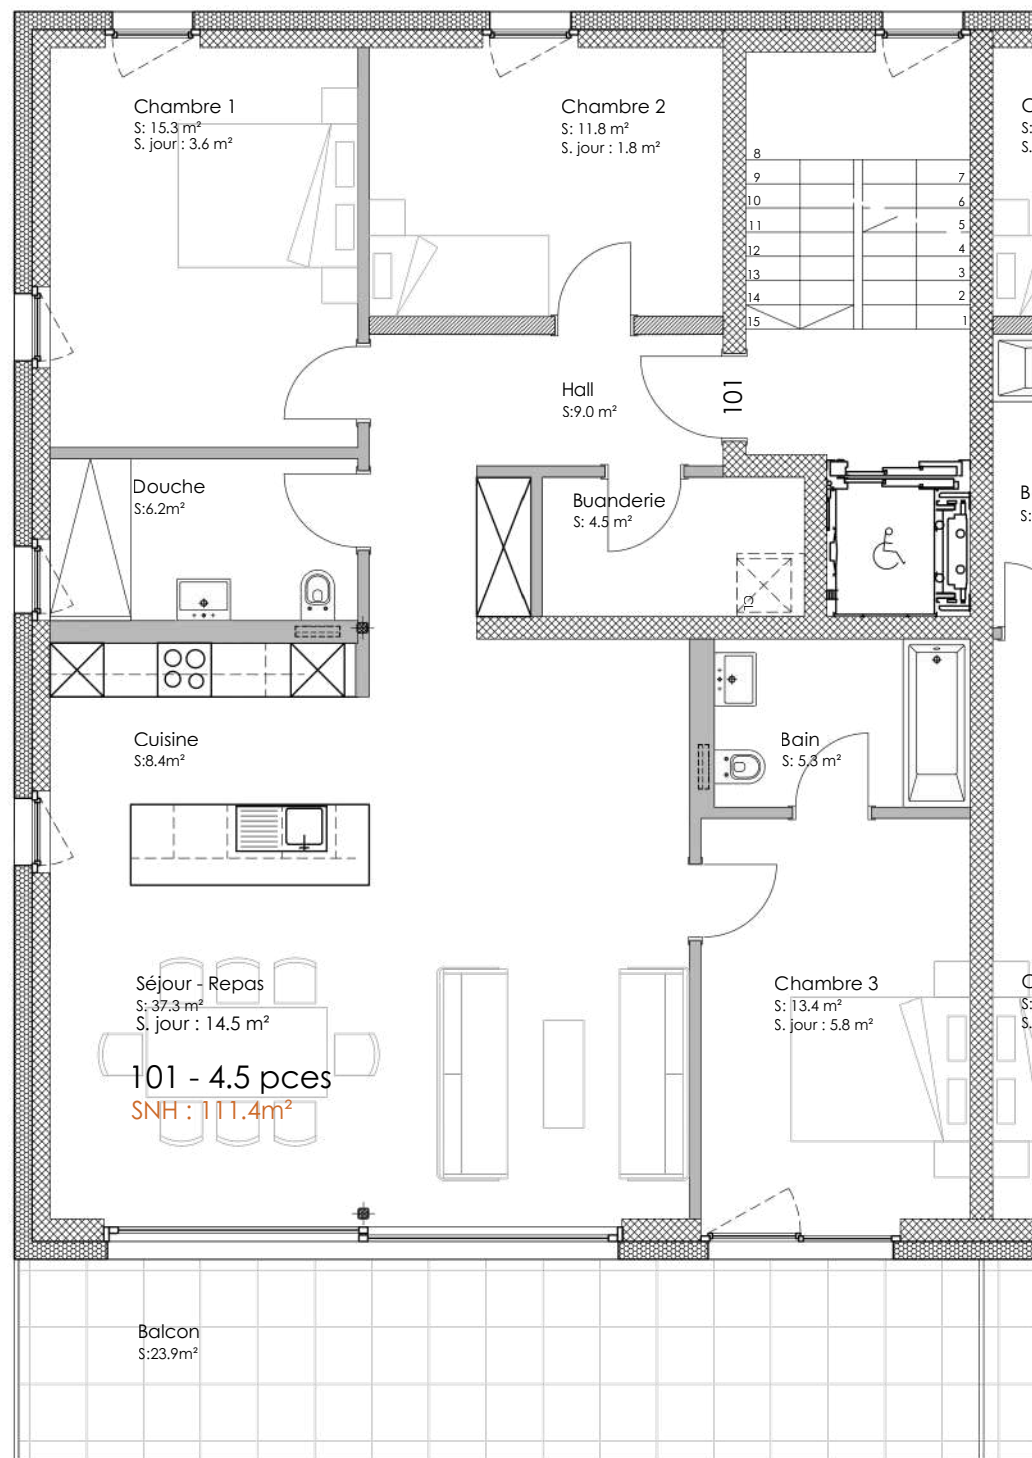 Chambre 1
S: 15.3 m²
S. jour : 3.6 m²
Chambre 2
S: 11.8 m²
S. jour : 1.8 m²
C
S:
S.
8
9
10
11
12
13
14
15
7
6
5
4
3
2
1
Hall
S:9.0 m²
101
Douche
S:6.2m²
Buanderie
S: 4.5 m²
CL
B
S:
Cuisine
S:8.4m²
Bain
S: 5.3 m²
Séjour - Repas
S: 37.3 m²
S. jour : 14.5 m²
101 - 4.5 pces
SNH : 111.4m²
Chambre 3
S: 13.4 m²
S. jour : 5.8 m²
C
S:
S.
Balcon
S:23.9m²